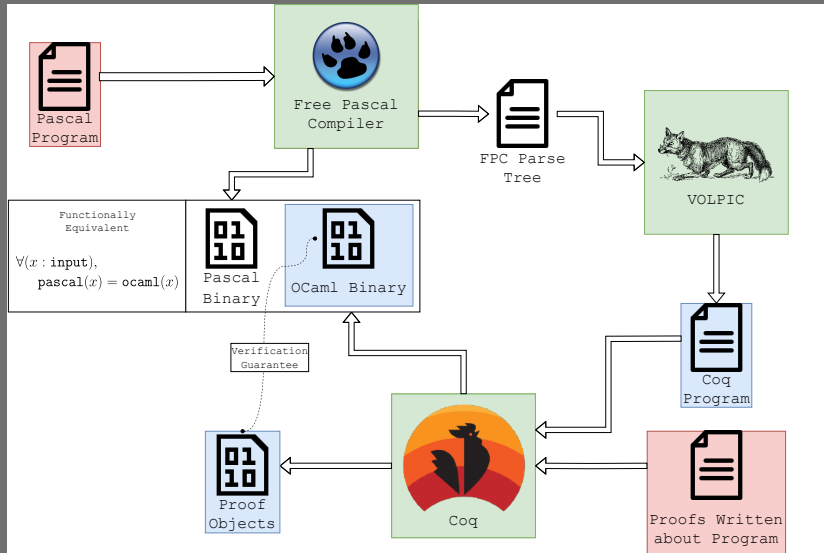 Pascal
Program
Free Pascal
Compiler
FPC Parse
Tree
VOLPIC
Functionally
Equivalent
∀(x : input),
pascal(x) = ocaml(x)
01
10
Pascal
Binary
01
10
OCaml Binary
Verification
Guarantee
Coq
Program
01
10
Proof
Objects
Coq
Proofs Written
about Program